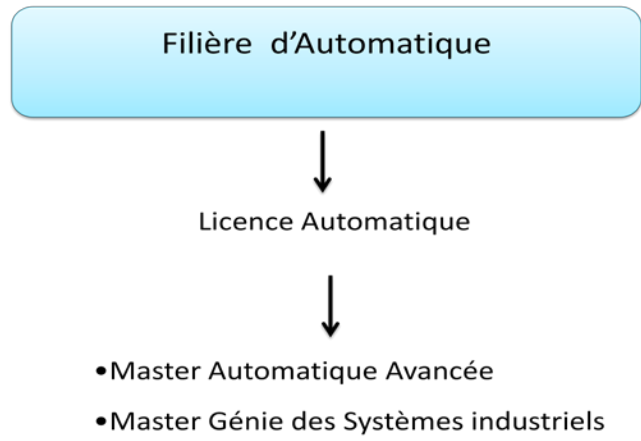 Filière d'Automatique
Licence Automatique
•Master Automatique Avancée
•Master Génie des Systèmes industriels